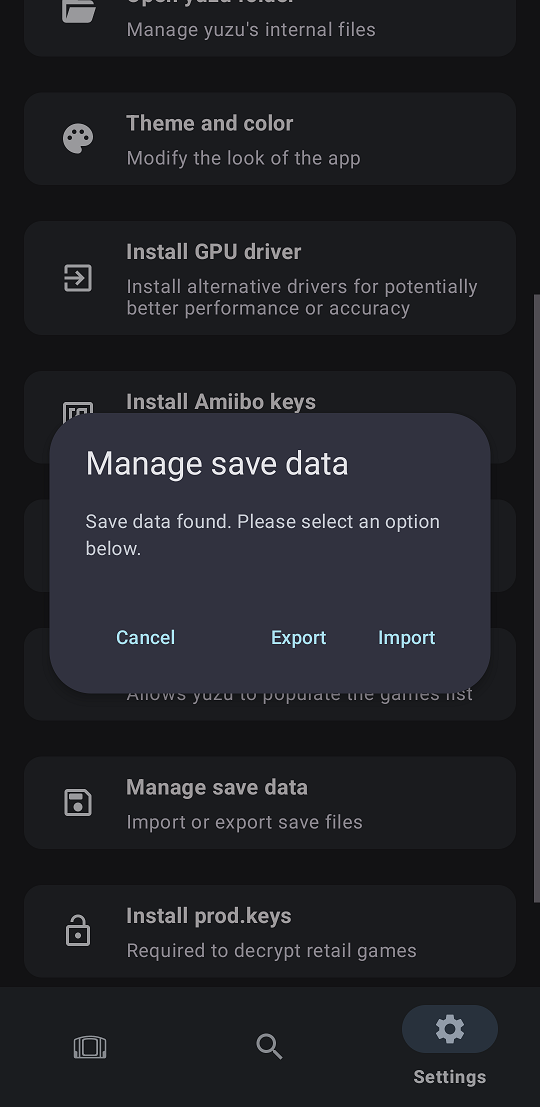 Open yuzu folder
Manage yuzu's internal files
Theme and color
Modify the look of the app
Install GPU driver
Install alternative drivers for potentially
better performance or accuracy
Install Amiibo keys
Manage save data
Save data found. Please select an option
below.
Cancel
Export
Import
Allows yuzu to populate the games list
Manage save data
Import or export save files
Install prod.keys
Required to decrypt retail games
Settings